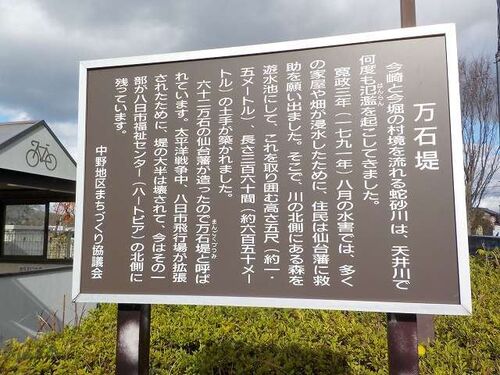 万石堤
今崎と今堀の村境を流れる蛇砂川は、天井川で
何度も氾濫を起こしてきました。
はんらん
寛政三年（一七九一年）八月の水害では、多く
の家屋や畑が浸水したために、住民は仙台藩に救
助を願い出ました。そこで、川の北側にある森を
遊水池にして、これを取り囲む高さ五尺（約一・
五メートル）、長さ三百六十間（約六百五十メー
トル）の土手が築かれました。
六十二万石の仙台藩が造ったので万石堤と呼ば
まんごくづつみ
れています。太平洋戦争中、八日市飛行場が拡張
されたために、堤の大半は壊されて、今はその一
部が八日市福祉センター（ハートピア）の北側に
残っています。
中野地区まちづくり協議会